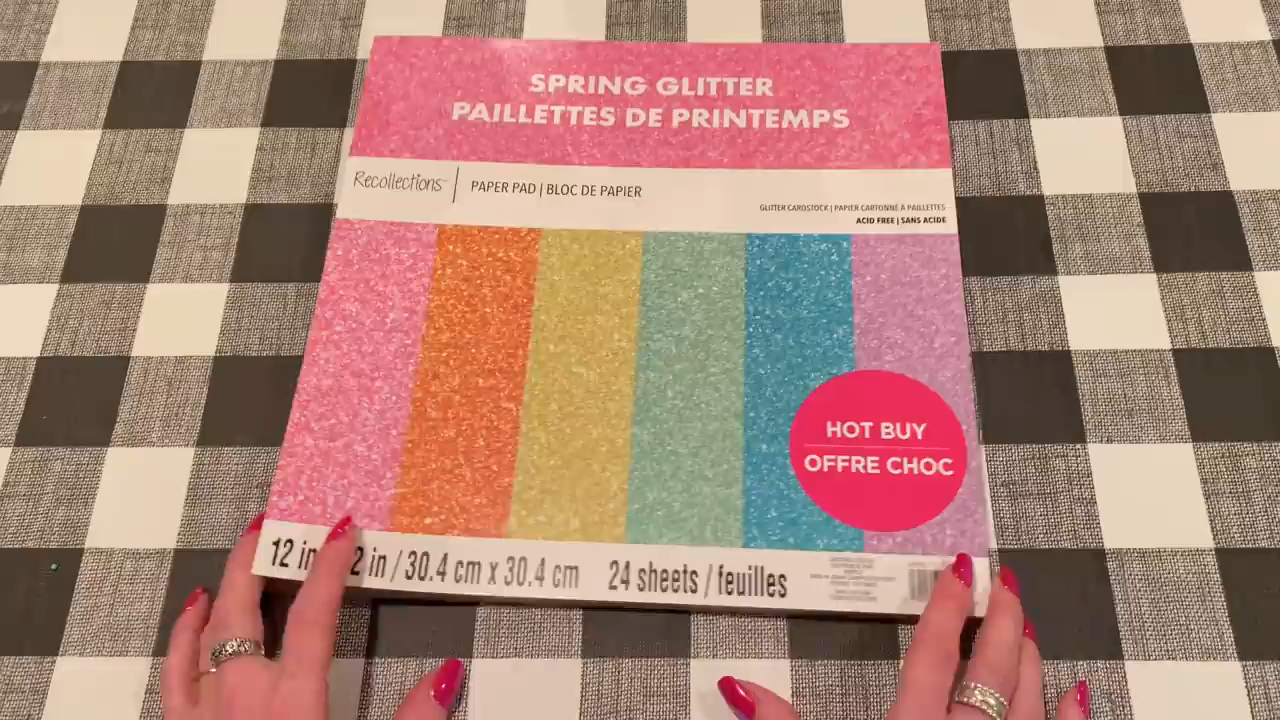 SPRING GLITTER
PAILLETTES DE PRINTEMPS
Recollections™
PAPER PAD | BLOC DE PAPIER
GLITTER CARDSTOCK | PAPIER CARTONNÉ À PAILLETTES
ACID FREE | SANS ACIDE
HOT BUY
OFFRE CHOC
12 in 2 in / 30.4 cm x 30.4 cm 24 sheets / feuilles